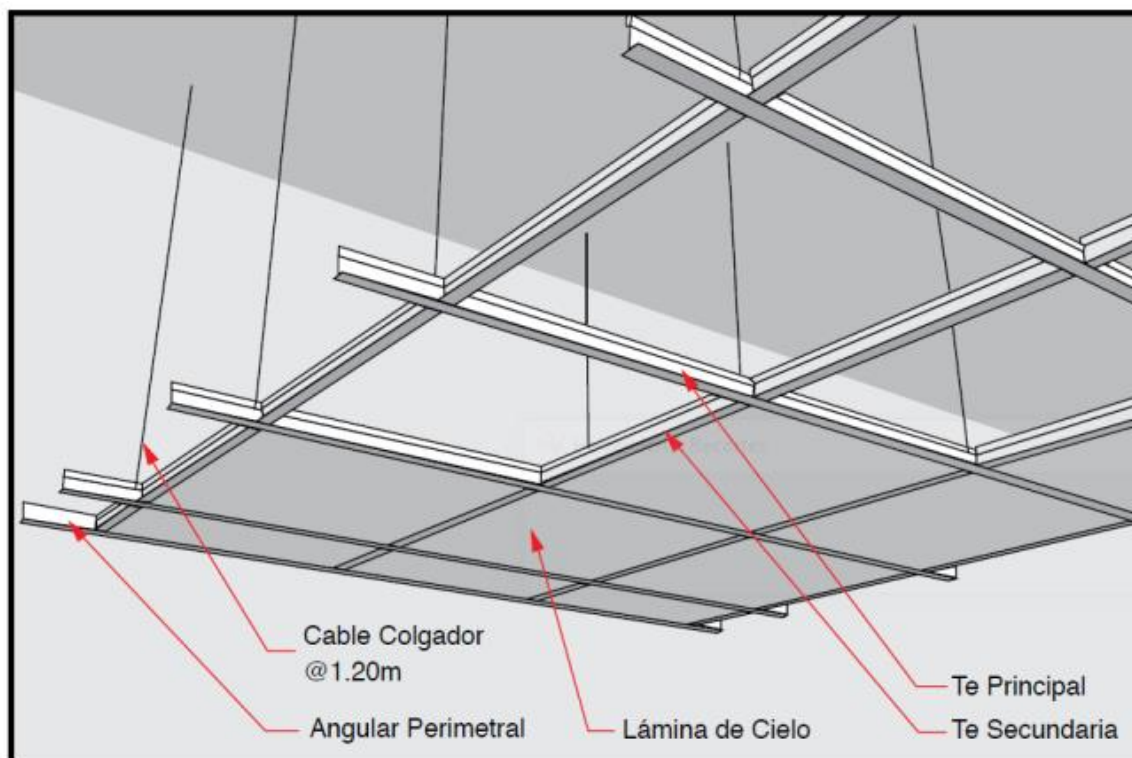 Cable Colgador
@1.20m
Angular Perimetral
Lámina de Cielo
Te Principal
Te Secundaria